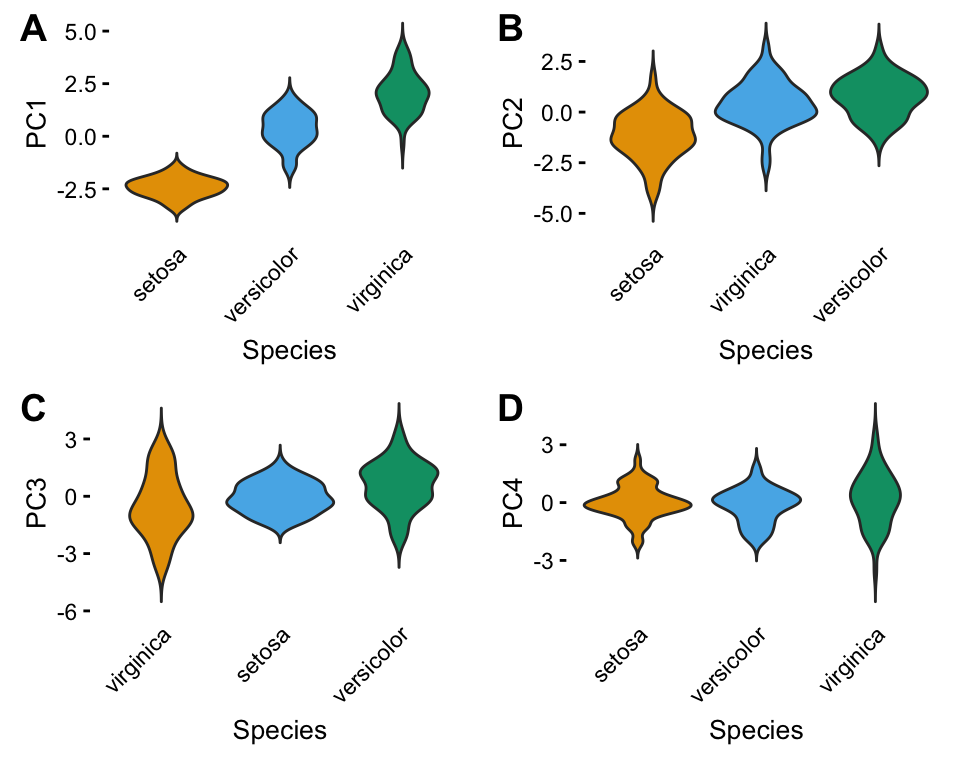 A
5.0
2.5
0.0
-2.5
PC1
setosa
versicolor
virginica
Species
B
2.5
0.0
-2.5
-5.0
PC2
setosa
virginica
versicolor
Species
C
3
0
-3
-6
PC3
virginica
setosa
versicolor
Species
D
3
0
-3
PC4
setosa
versicolor
virginica
Species